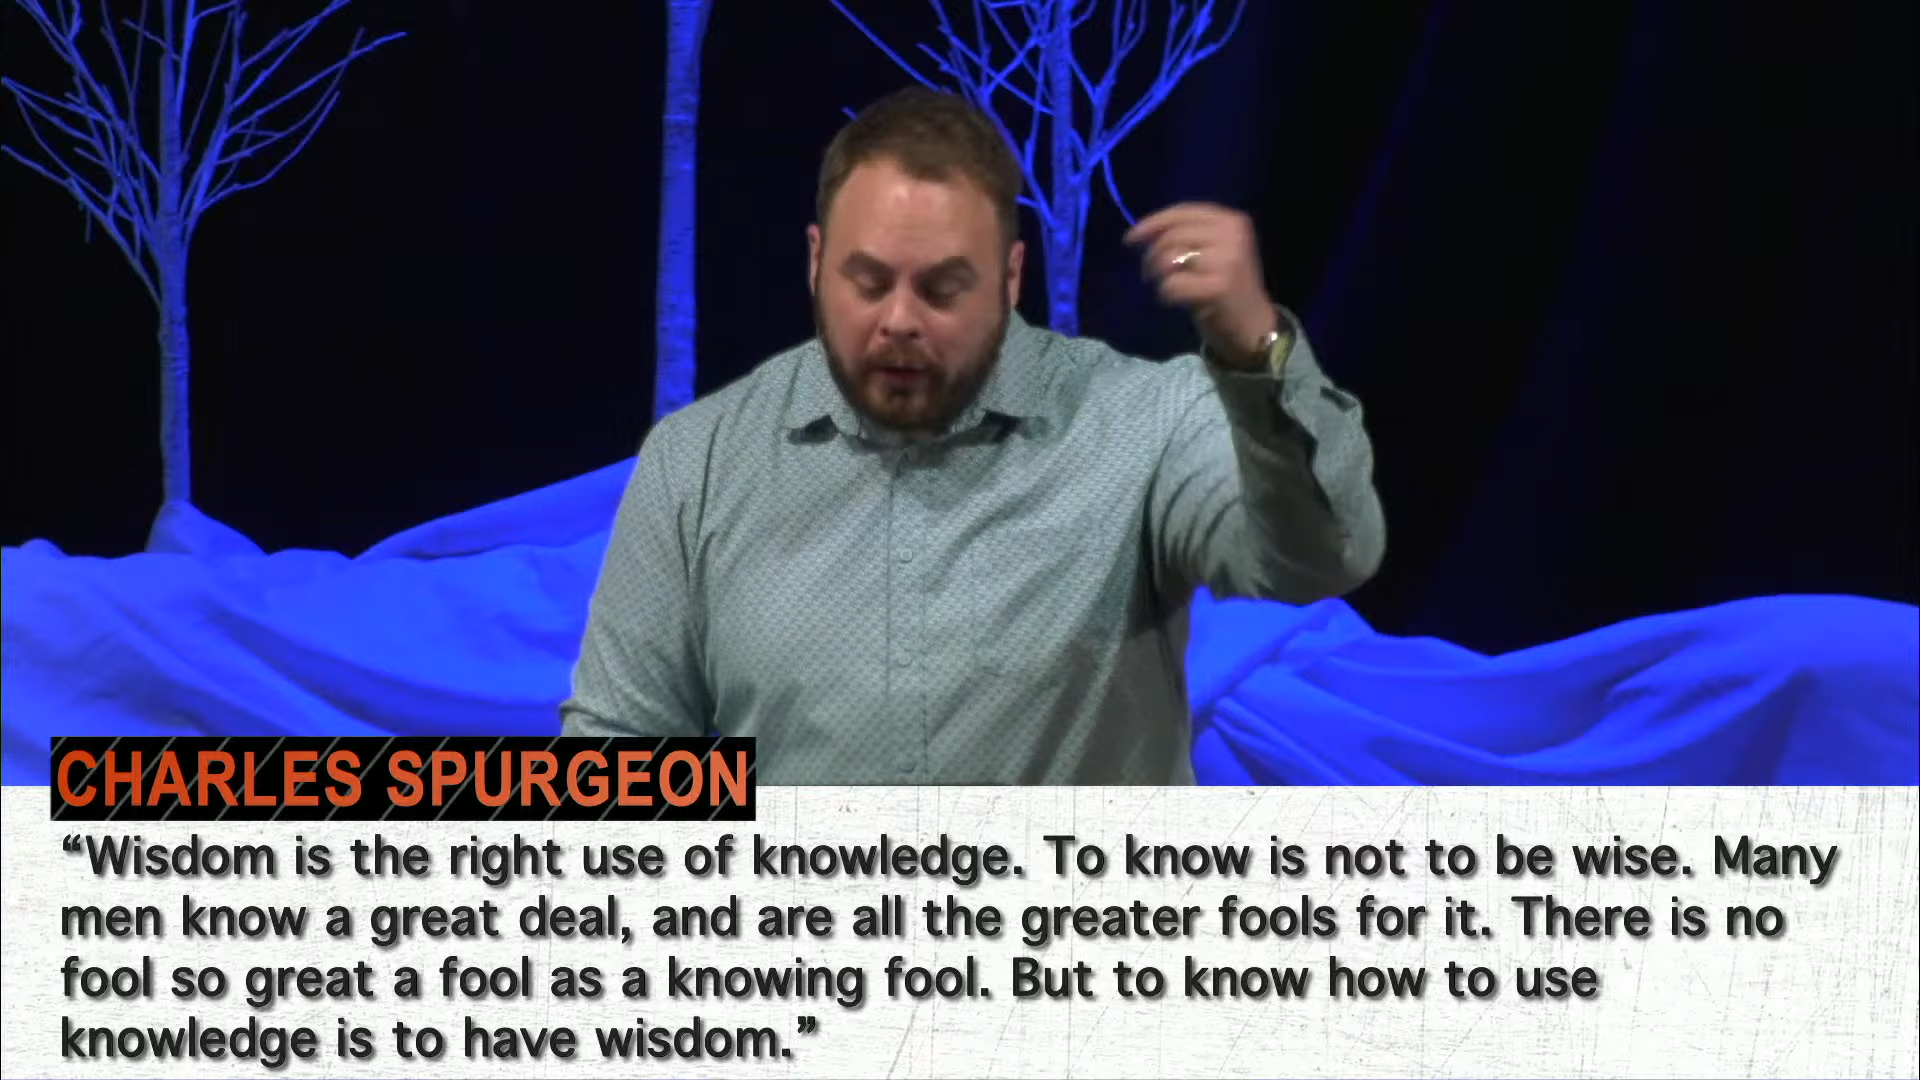 CHARLES SPURGEON
“Wisdom is the right use of knowledge. To know is not to be wise. Many
men know a great deal, and are all the greater fools for it. There is no
fool so great a fool as a knowing fool. But to know how to use
knowledge is to have wisdom.”